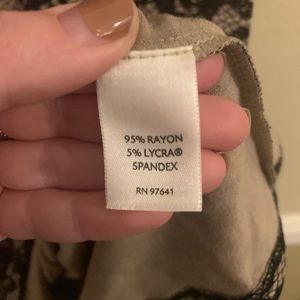 95% RAYON
5% LYCRA®
SPANDEX
RN 97641